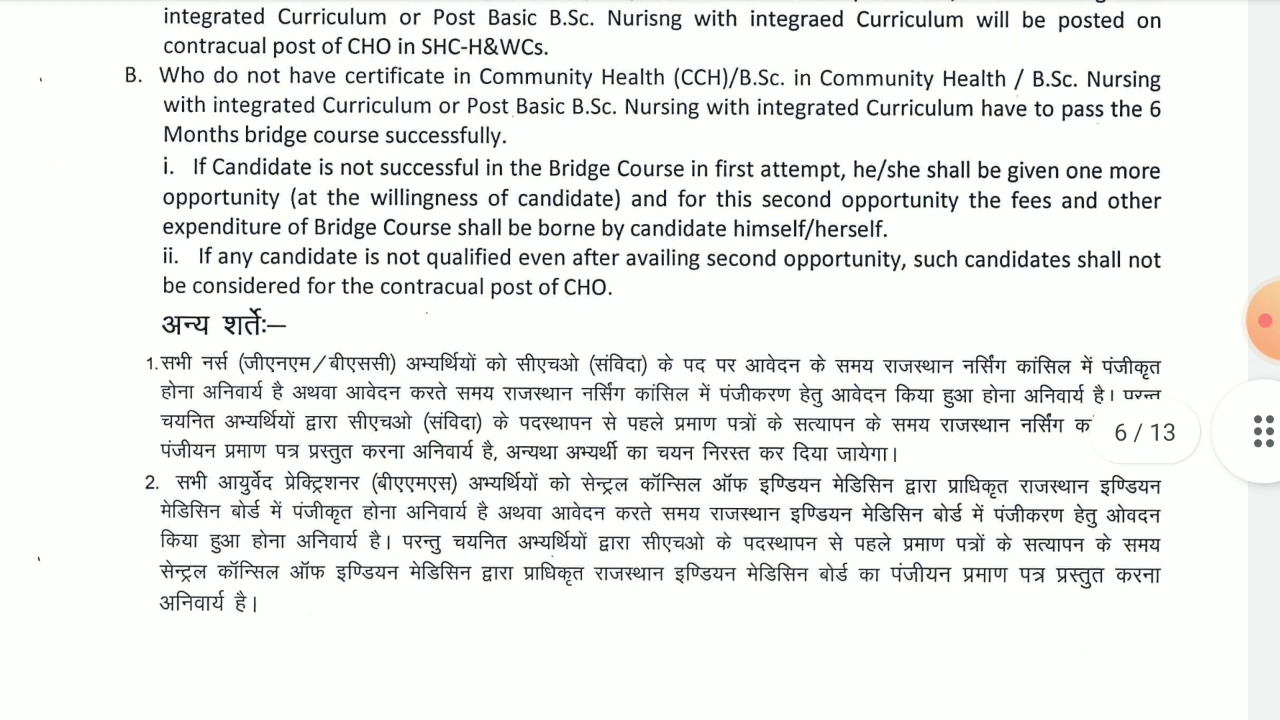 integrated Curriculum or Post Basic B.Sc. Nurisng with integraed Curriculum will be posted on
contracual post of CHO in SHC-H&WCs.
B. Who do not have certificate in Community Health (CCH)/B.Sc. in Community Health / B.Sc. Nursing
with integrated Curriculum or Post Basic B.Sc. Nursing with integrated Curriculum have to pass the 6
Months bridge course successfully.
i. If Candidate is not successful in the Bridge Course in first attempt, he/she shall be given one more
opportunity (at the willingness of candidate) and for this second opportunity the fees and other
expenditure of Bridge Course shall be borne by candidate himself/herself.
ii. If any candidate is not qualified even after availing second opportunity, such candidates shall not
be considered for the contracual post of CHO.
अन्य शर्तेः–
1. सभी नर्स (जीएनएम/बीएससी) अभ्यर्थियों को सीएचओ (संविदा) के पद पर आवेदन के समय राजस्थान नर्सिंग कांसिल में पंजीकृत
होना अनिवार्य है अथवा आवेदन करते समय राजस्थान नर्सिंग कांसिल में पंजीकरण हेतु आवेदन किया हुआ होना अनिवार्य है। परन्तु
चयनित अभ्यर्थियों द्वारा सीएचओ (संविदा) के पदस्थापन से पहले प्रमाण पत्रों के सत्यापन के समय राजस्थान नर्सिंग
6 / 13
पंजीयन प्रमाण पत्र प्रस्तुत करना अनिवार्य है, अन्यथा अभ्यर्थी का चयन निरस्त कर दिया जायेगा।
2. सभी आयुर्वेद प्रेक्ट्रिशनर (बीएएमएस) अभ्यर्थियों को सेन्ट्रल कॉन्सिल ऑफ इण्डियन मेडिसिन द्वारा प्राधिकृत राजस्थान इण्डियन
मेडिसिन बोर्ड में पंजीकृत होना अनिवार्य है अथवा आवेदन करते समय राजस्थान इण्डियन मेडिसिन बोर्ड में पंजीकरण हेतु ओवदन
किया हुआ होना अनिवार्य है। परन्तु चयनित अभ्यर्थियों द्वारा सीएचओ के पदस्थापन से पहले प्रमाण पत्रों के सत्यापन के समय
सेन्ट्रल कॉन्सिल ऑफ इण्डियन मेडिसिन द्वारा प्राधिकृत राजस्थान इण्डियन मेडिसिन बोर्ड का पंजीयन प्रमाण पत्र प्रस्तुत करना
अनिवार्य है।